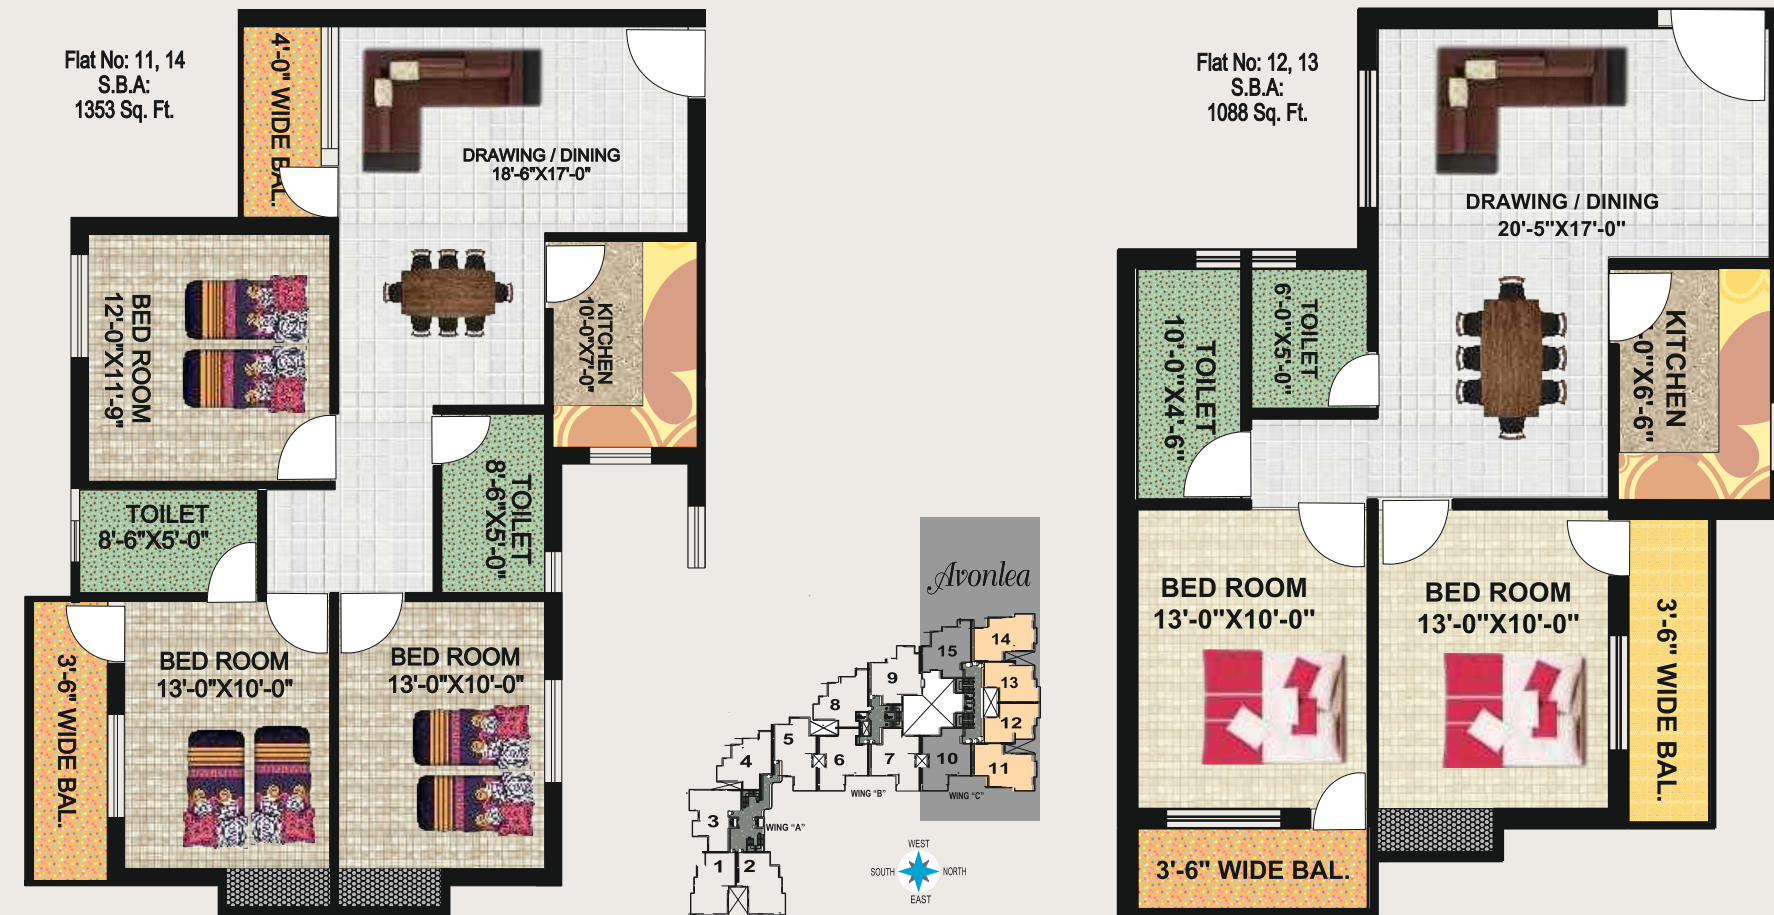 Flat No: 11, 14
S.B.A:
1353 Sq. Ft.
4'-0" WIDE BAL.
DRAWING / DINING
18'-6"X17'-0"
BED ROOM
12'-0"X11'-9"
KITCHEN
10'-0"X7'-0"
TOILET
8'-6"X5'-0"
TOILET
8'-6"X5'-0"
3'-6" WIDE BAL.
BED ROOM
13'-0"X10'-0"
BED ROOM
13'-0"X10'-0"
Avonlea
14
15
13
9
12
8
5
6
7
10
11
4
WING "B"
WING "C"
3
WING "A"
1
2
WEST
SOUTH
NORTH
EAST
Flat No: 12, 13
S.B.A:
1088 Sq. Ft.
DRAWING / DINING
20'-5"X17'-0"
TOILET
10'-0"X4'-6"
TOILET
6'-0"X5'-0"
KITCHEN
-0"X6'-6"
BED ROOM
13'-0"X10'-0"
BED ROOM
13'-0"X10'-0"
3'-6" WIDE BAL.
3'-6" WIDE BAL.